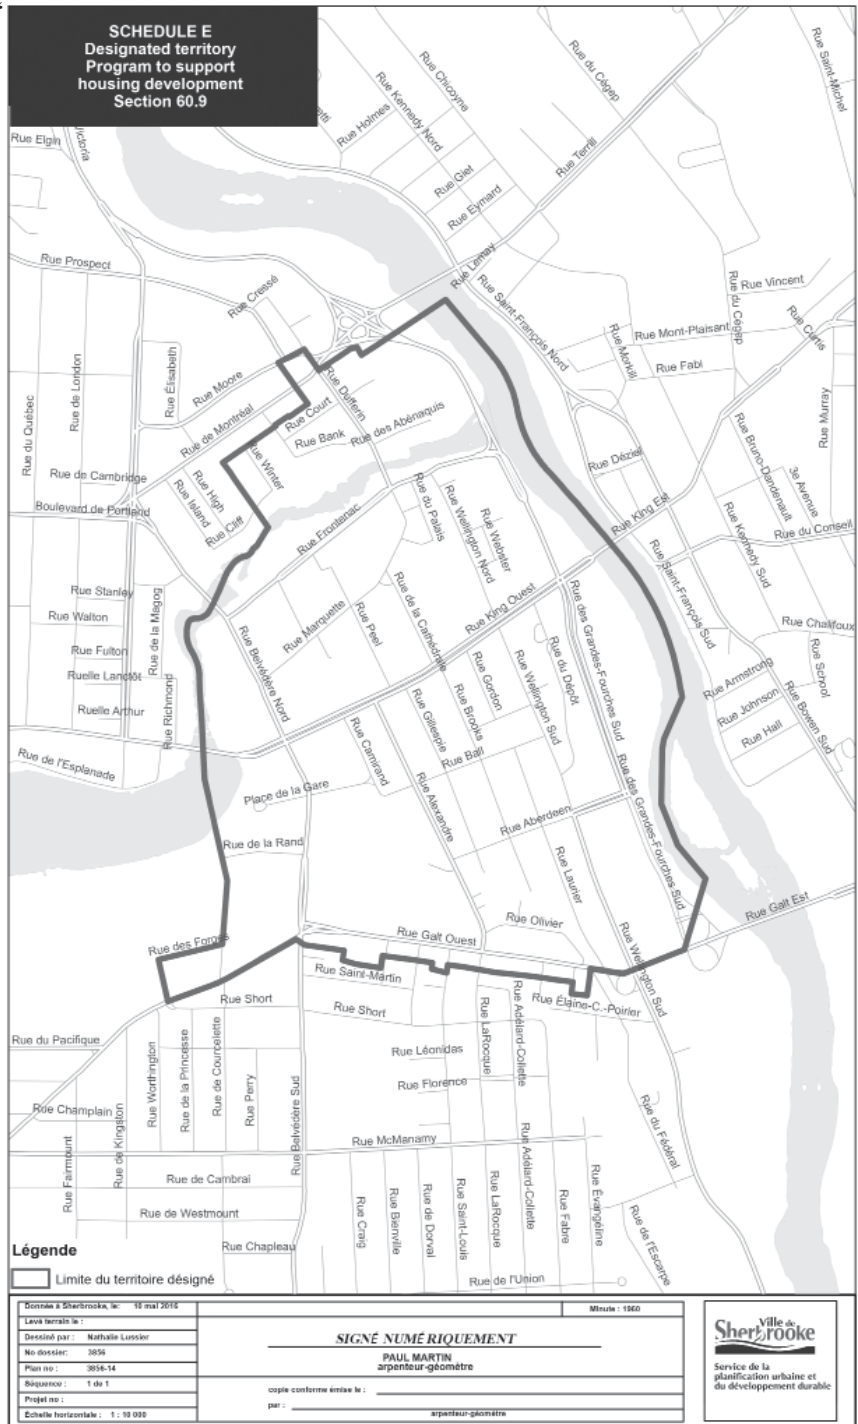 SCHEDULE E
Designated territory
Program to support
housing development
Section 60.9
Rue Elgin
Victoria
Rue Holmes
Rue Kennedy Nord
Rue Chicoyne
Rue du Cégep
Rue Saint-Michel
Rue Terrill
Rue Giel
Rue Eymard
Rue Lemay
Rue Prospect
Rue Cressé
Rue Saint-François Nord
Rue du Cégep
Rue Vincent
Rue Curtis
Rue Mont-Plaisant
Rue Morkill
Rue Fabi
Rue Murray
Rue du Québec
Rue de London
Rue Élisabeth
Rue Moore
Rue de Montréal
Rue Dufferin
Rue Court
Rue Bank
Rue des Abénaquis
Rue Winter
Rue de Cambridge
Rue High
Rue Island
Rue Cliff
Boulevard de Portland
Rue Frontenac
Rue du Palais
Rue Wellington Nord
Rue Webster
Rue Déziel
Rue King Est
Rue Bruno-Dandenault
3e Avenue
Rue Kennedy Sud
Rue du Conseil
Rue Stanley
Rue Walton
Rue de la Magog
Rue Fulton
Ruelle Lanctôt
Ruelle Arthur
Rue Richmond
Rue Belvédère Nord
Rue Marquette
Rue Peel
Rue de la Cathédrale
Rue King Ouest
Rue des Grandes-Fourches Sud
Rue Saint-François Sud
Rue Chalifoux
Rue School
Rue Armstrong
Rue Johnson
Rue Hall
Rue Bowen Sud
Rue de l'Esplanade
Rue Gordon
Rue Brooks
Rue Gillespie
Rue Wellington Sud
Rue du Dépôt
Rue Camirand
Rue Ball
Place de la Gare
Rue Alexandre
Rue des Grandes-Fourches Sud
Rue Aberdeen
Rue de la Rand
Rue Laurier
Rue Olivier
Rue Galt Ouest
Rue Galt Est
Rue des Forges
Rue Wellington Sud
Rue Saint-Martin
Rue Short
Rue Short
Rue Élaine-C.-Poirier
Rue du Pacifique
Rue Worthington
Rue de la Princesse
Rue de Courcelette
Rue Perry
Rue Belvédère Sud
Rue Léonidas
Rue Florence
Rue LaRocque
Rue Adélard-Collette
Rue Champlain
Rue de Kingston
Rue Fairmount
Rue McManamy
Rue du Fédéral
Rue de Cambrai
Rue de Westmount
Rue Chapleau
Rue Craig
Rue Bienville
Rue de Dorval
Rue Saint-Louis
Rue LaRocque
Rue Adélard-Collette
Rue Fabre
Rue Évangéline
Rue de l'Escarpe
Rue de l'Union
Légende
Limite du territoire désigné
Donnée à Sherbrooke, le: 10 mai 2016
Levé terrain le :
Dessiné par : Nathalie Lussier
No dossier: 3856
Plan no : 3856-14
Séquence : 1 de 1
Projet no :
Échelle horizontale : 1 : 10 000
Minute : 1960
SIGNÉ NUMÉRIQUEMENT
PAUL MARTIN
arpenteur-géomètre
copie conforme émise le :
par :
arpenteur-géomètre
Ville de
Sherbrooke
Service de la
planification urbaine et
du développement durable